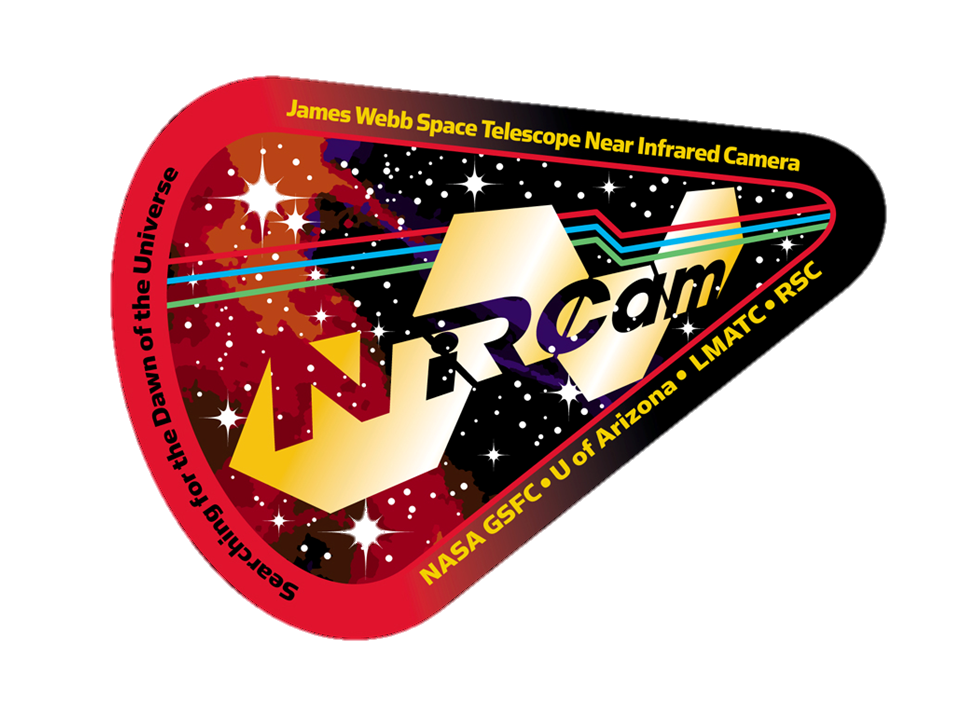 James Webb Space Telescope Near Infrared Camera
Searching for the Dawn of the Universe
NiRCam
NASA GSFC • U of Arizona • LMATC • RSC